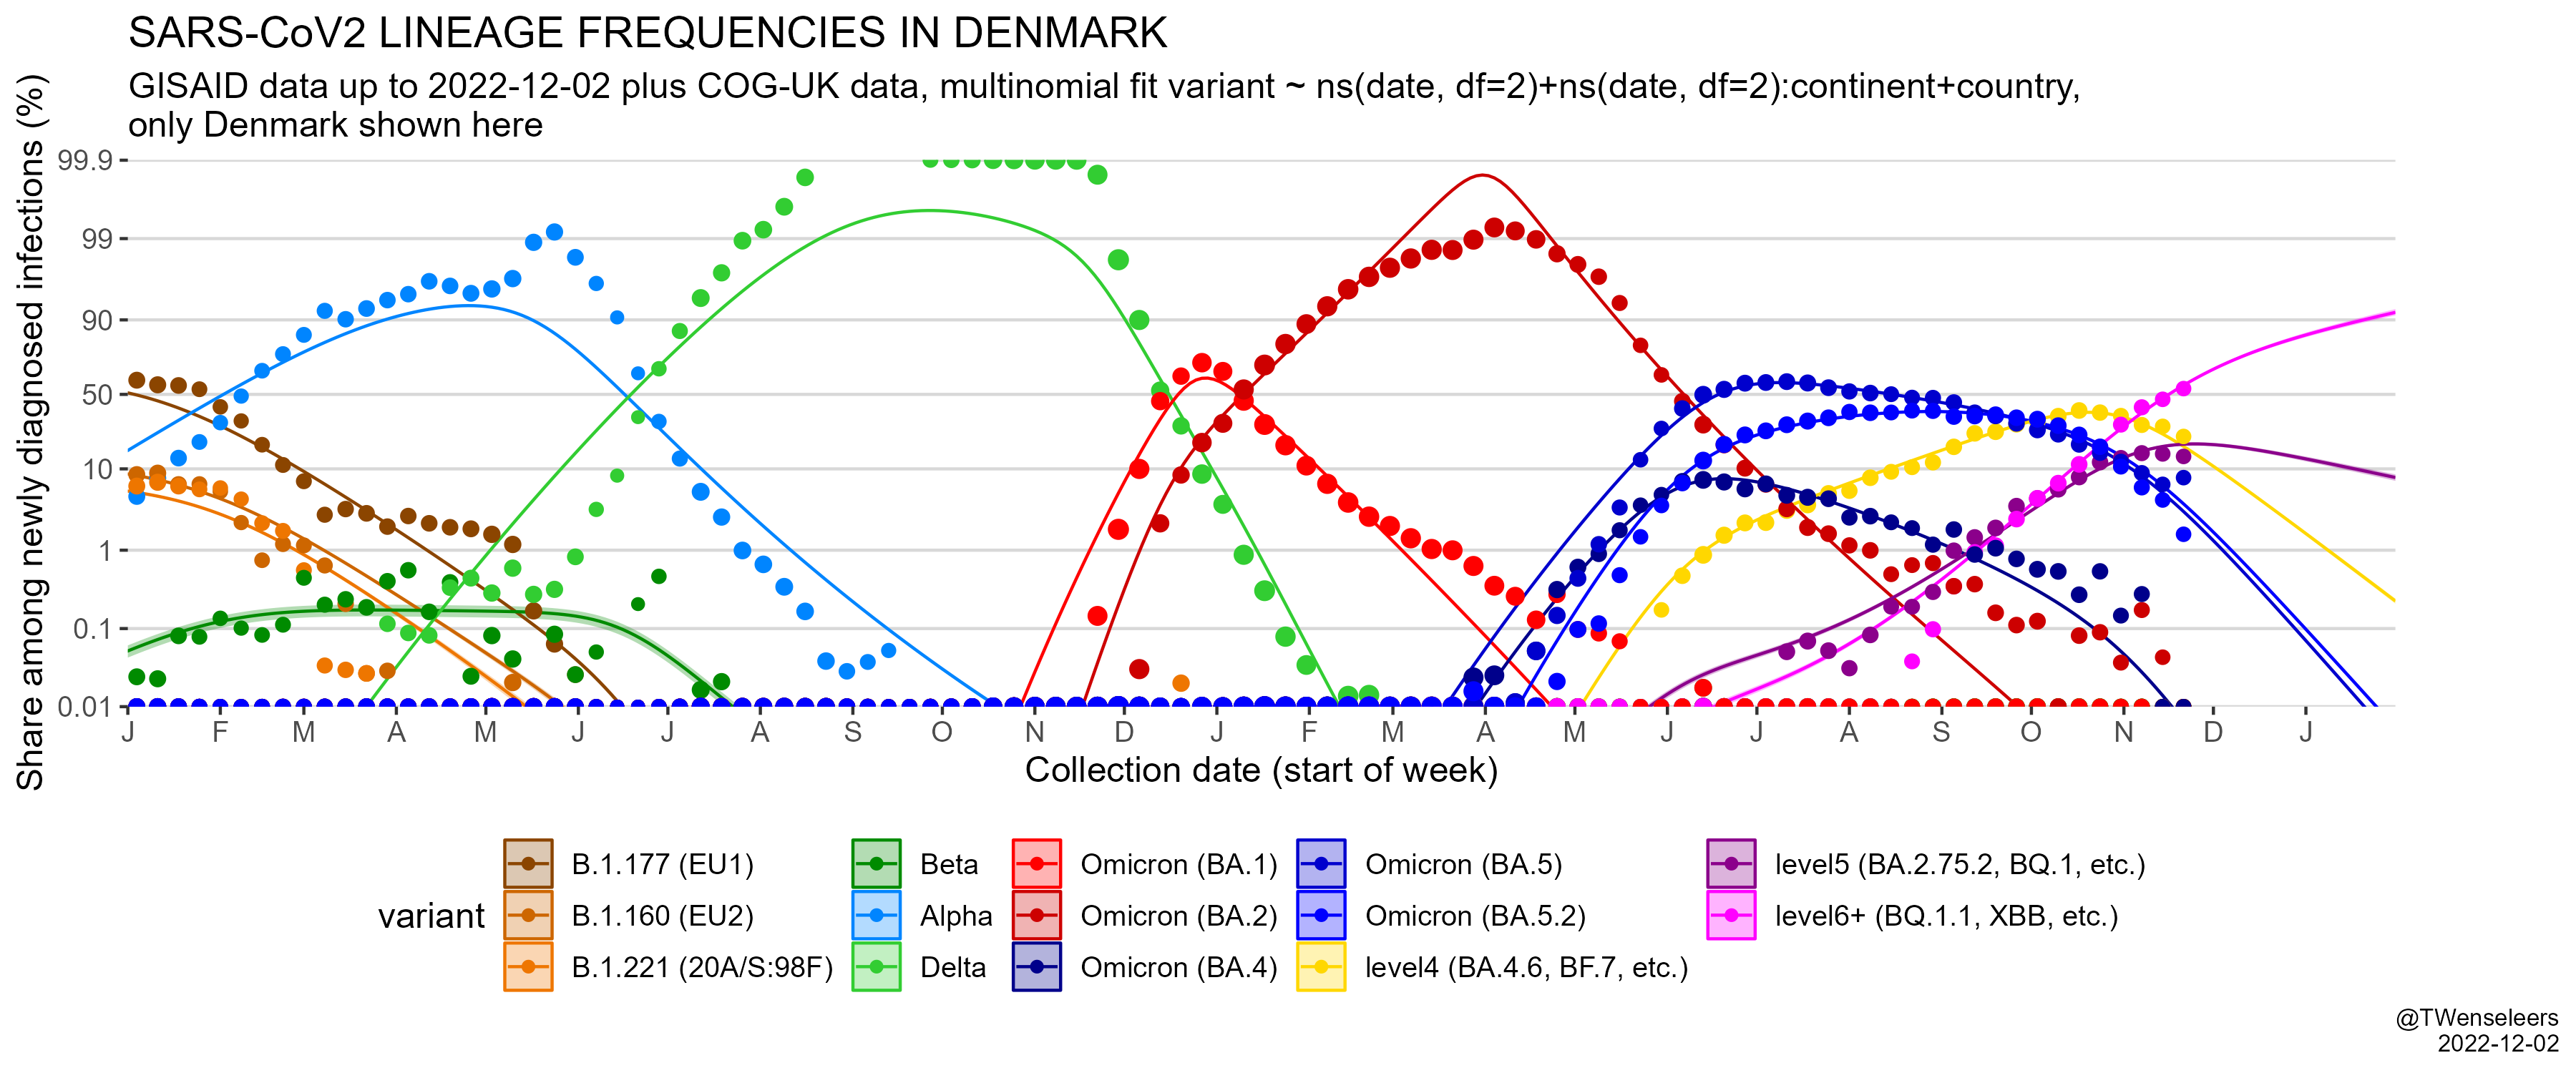 SARS-CoV2 LINEAGE FREQUENCIES IN DENMARK
GISAID data up to 2022-12-02 plus COG-UK data, multinomial fit variant ~ ns(date, df=2)+ns(date, df=2):continent+country,
only Denmark shown here
Share among newly diagnosed infections (%)
99.9
99
90
50
10
1
0.1
0.01
J F M A M J J A S O N D J F M A M J J A S O N D J
Collection date (start of week)
variant
B.1.177 (EU1)
B.1.160 (EU2)
B.1.221 (20A/S:98F)
Beta
Alpha
Delta
Omicron (BA.1)
Omicron (BA.2)
Omicron (BA.4)
Omicron (BA.5)
Omicron (BA.5.2)
level4 (BA.4.6, BF.7, etc.)
level5 (BA.2.75.2, BQ.1, etc.)
level6+ (BQ.1.1, XBB, etc.)
@TWenseleers
2022-12-02